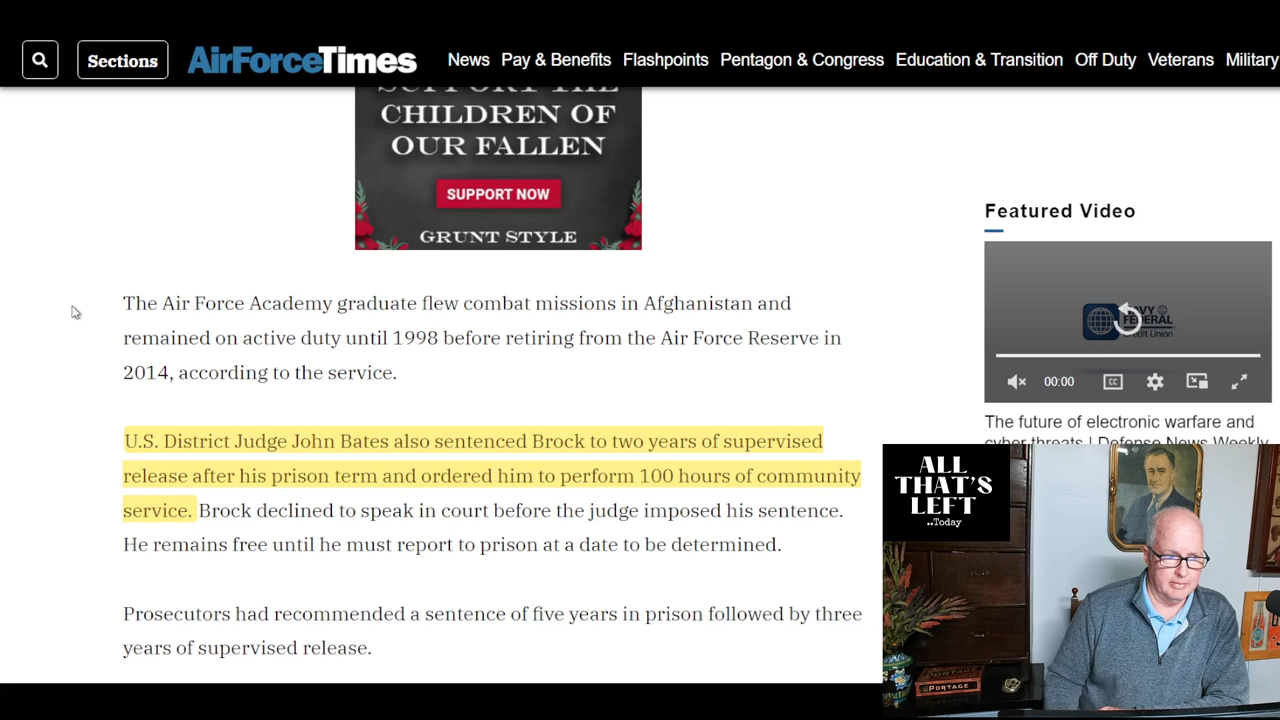 Sections
AirForceTimes
News Pay & Benefits Flashpoints Pentagon & Congress Education & Transition Off Duty Veterans Military
SUPPORT THE
CHILDREN OF
OUR FALLEN
SUPPORT NOW
GRUNT STYLE
The Air Force Academy graduate flew combat missions in Afghanistan and
remained on active duty until 1998 before retiring from the Air Force Reserve in
2014, according to the service.
U.S. District Judge John Bates also sentenced Brock to two years of supervised
release after his prison term and ordered him to perform 100 hours of community
service. Brock declined to speak in court before the judge imposed his sentence.
He remains free until he must report to prison at a date to be determined.
Prosecutors had recommended a sentence of five years in prison followed by three
years of supervised release.
Featured Video
NAVY
FEDERAL
Credit Union
00:00
CC
The future of electronic warfare and
cyber threats | Defense News Weekly
ALL
THAT'S
LEFT
..Today
PORTAGE